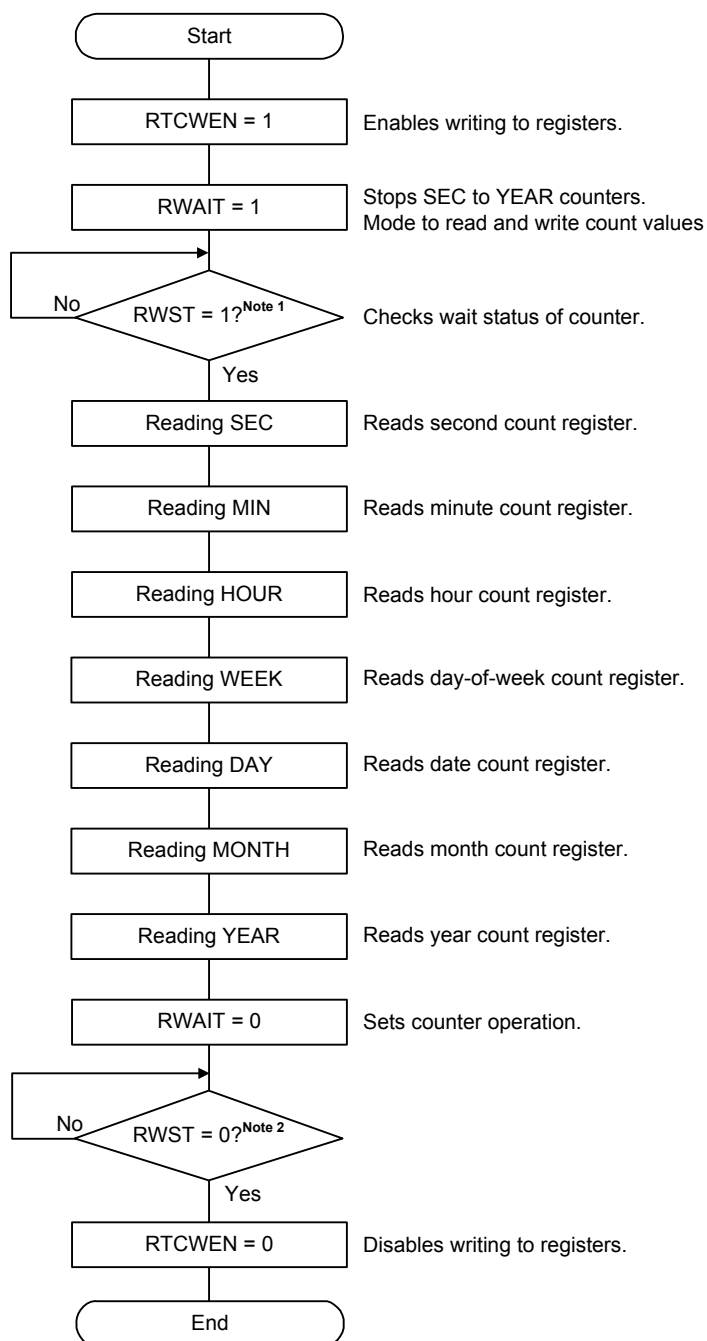 Start
RTCWEN = 1
Enables writing to registers.
RWAIT = 1
Stops SEC to YEAR counters.
Mode to read and write count values
No
RWST = 1?Note 1
Checks wait status of counter.
Yes
Reading SEC
Reads second count register.
Reading MIN
Reads minute count register.
Reading HOUR
Reads hour count register.
Reading WEEK
Reads day-of-week count register.
Reading DAY
Reads date count register.
Reading MONTH
Reads month count register.
Reading YEAR
Reads year count register.
RWAIT = 0
Sets counter operation.
No
RWST = 0?Note 2
Yes
RTCWEN = 0
Disables writing to registers.
End